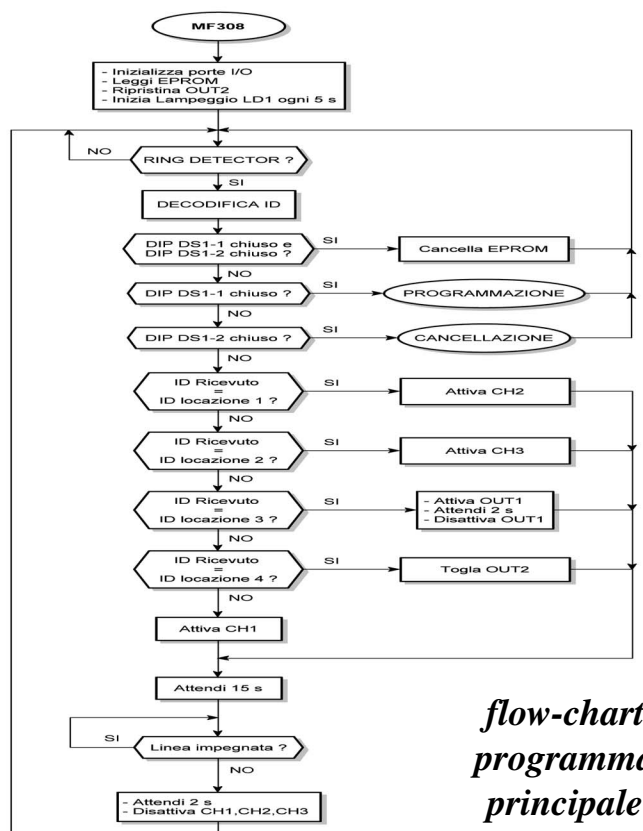 MF308
- Inizializza porte I/O
- Leggi EPROM
- Ripristina OUT2
- Inizia Lampeggio LD1 ogni 5 s
NO
RING DETECTOR ?
SI
DECODIFICA ID
DIP DS1-1 chiuso e
DIP DS1-2 chiuso ?
SI
Cancella EPROM
NO
DIP DS1-1 chiuso ?
SI
PROGRAMMAZIONE
NO
DIP DS1-2 chiuso ?
SI
CANCELLAZIONE
NO
ID Ricevuto
=
ID locazione 1 ?
SI
Attiva CH2
NO
ID Ricevuto
=
ID locazione 2 ?
SI
Attiva CH3
NO
ID Ricevuto
=
ID locazione 3 ?
SI
- Attiva OUT1
- Attendi 2 s
- Disattiva OUT1
NO
ID Ricevuto
=
ID locazione 4 ?
SI
Togla OUT2
NO
Attiva CH1
Attendi 15 s
SI
Linea impegnata ?
NO
- Attendi 2 s
- Disattiva CH1,CH2,CH3
flow-chart
programma
principale